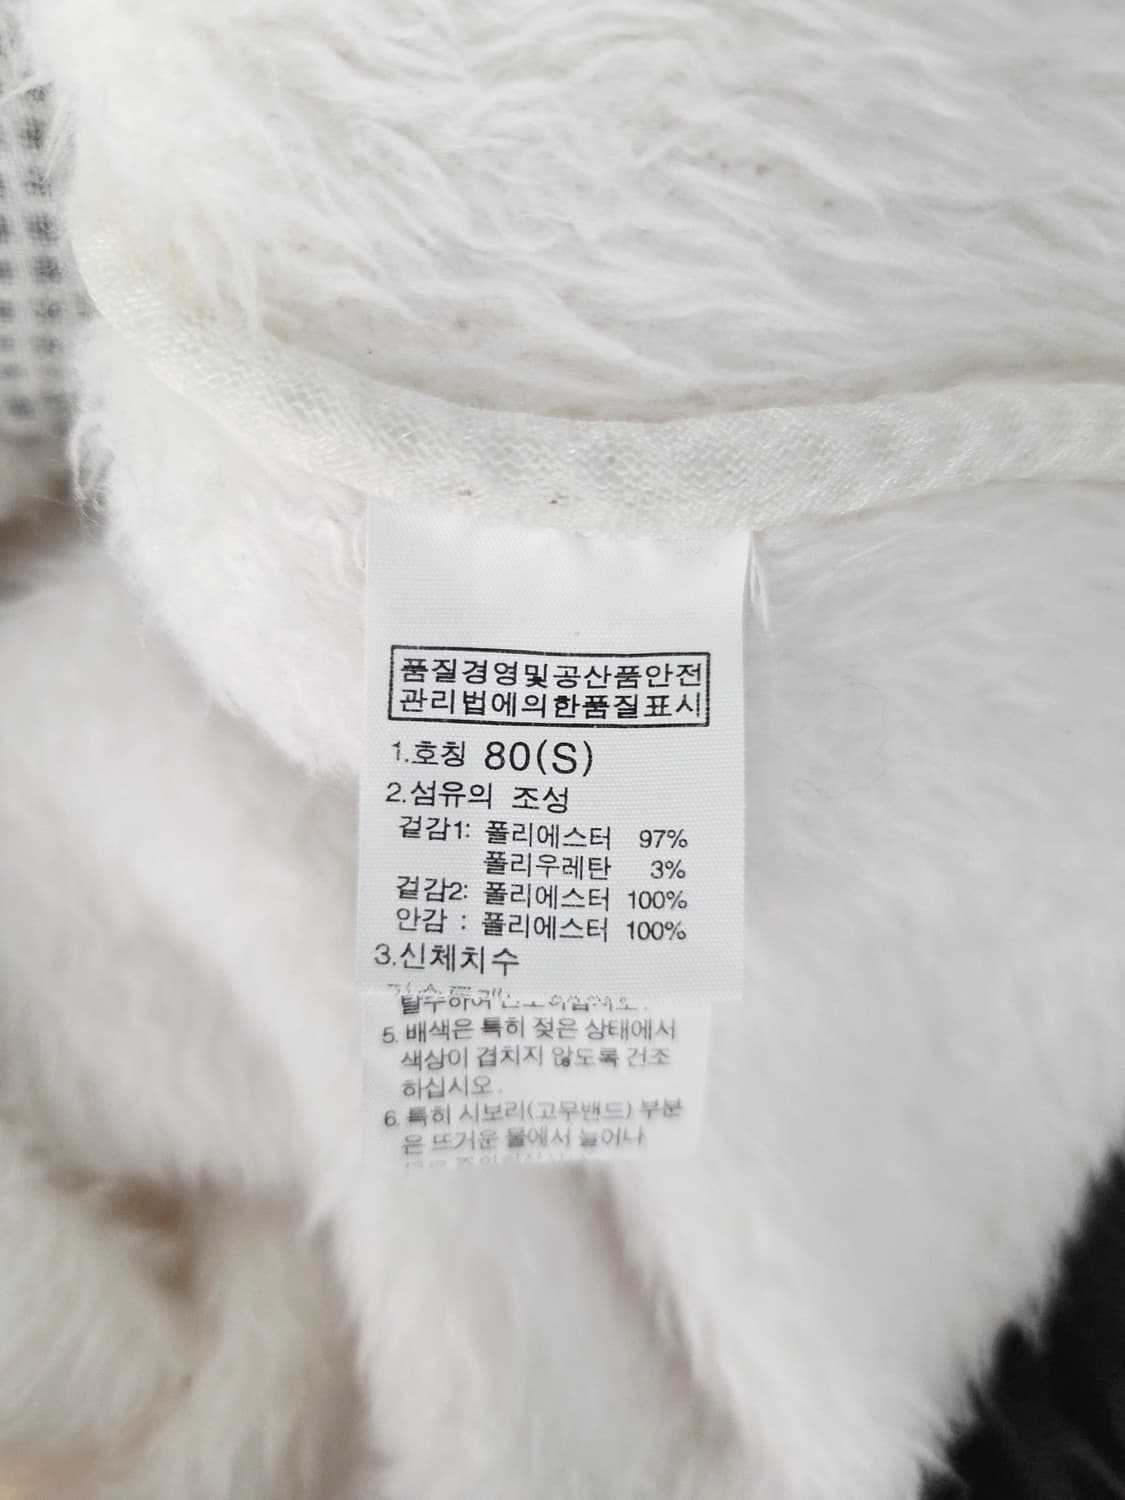 품질경영및공산품안전
관리법에의한품질표시
1.호칭 80(S)
2.섬유의 조성
겉감1: 폴리에스터 97%
폴리우레탄 3%
겉감2: 폴리에스터 100%
안감 : 폴리에스터 100%
3.신체치수
탈수하여
5. 배색은 특히 젖은 상태에서
색상이 겹치지 않도록 건조
하십시오.
6. 특히 시보리(고무밴드) 부분
은 뜨거운 물에서 늘어나